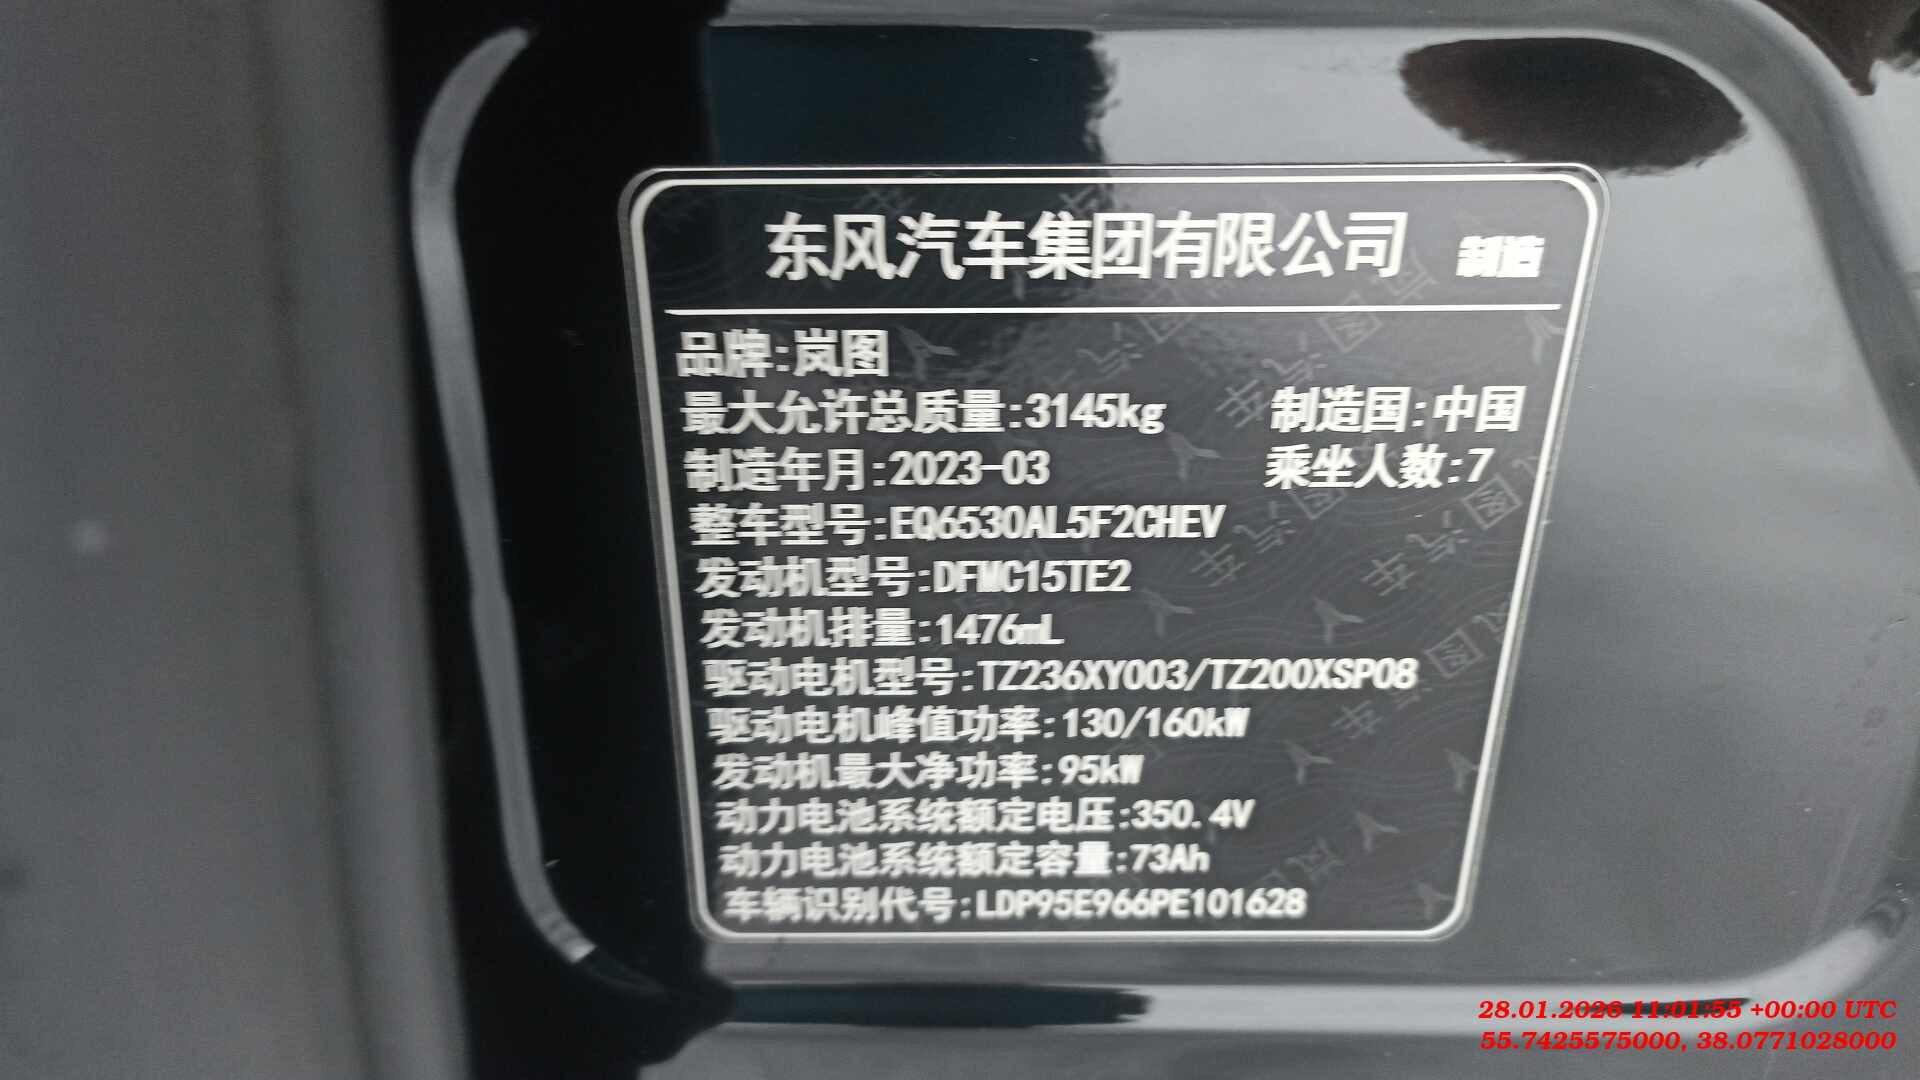 东风汽车集团有限公司 制造
品牌:岚图
最大允许总质量:3145kg 制造国:中国
制造年月:2023-03 乘坐人数:7
整车型号:EQ6530AL5F2CHEV
发动机型号:DFMC15TE2
发动机排量:1476mL
驱动电机型号:TZ236XY003/TZ200XSP08
驱动电机峰值功率:130/160kW
发动机最大净功率:95kW
动力电池系统额定电压:350.4V
动力电池系统额定容量:73Ah
车辆识别代号:LDP95E966PE101628
28.01.2026 11:01:55 +00:00 UTC
55.7425575000, 38.0771028000